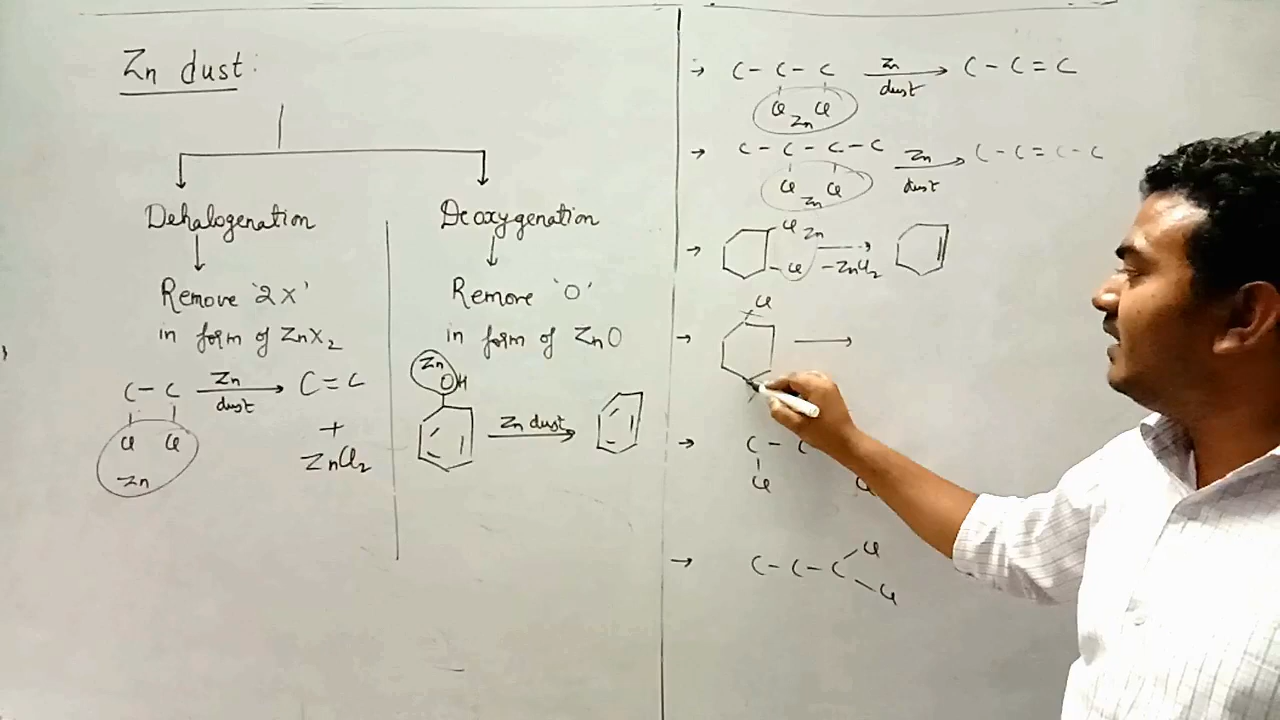 Zn dust:
Dehalogenation
Remove '2X'
in form of ZnX₂
C - C Zn dust → C = C
Cl Cl
Zn
+
ZnCl₂
Deoxygenation
Remove 'O'
in form of ZnO
Zn
OH
Zn dust →
→ C - C - C Zn dust → C - C = C
Cl Cl
Zn
→ C - C - C - C Zn dust → C - C = C - C
Cl Cl
Zn
→ Cl Zn →
Cl - ZnCl₂
Cl
→ →
→ C - C
Cl Cl
→ C - C - C Cl
Cl